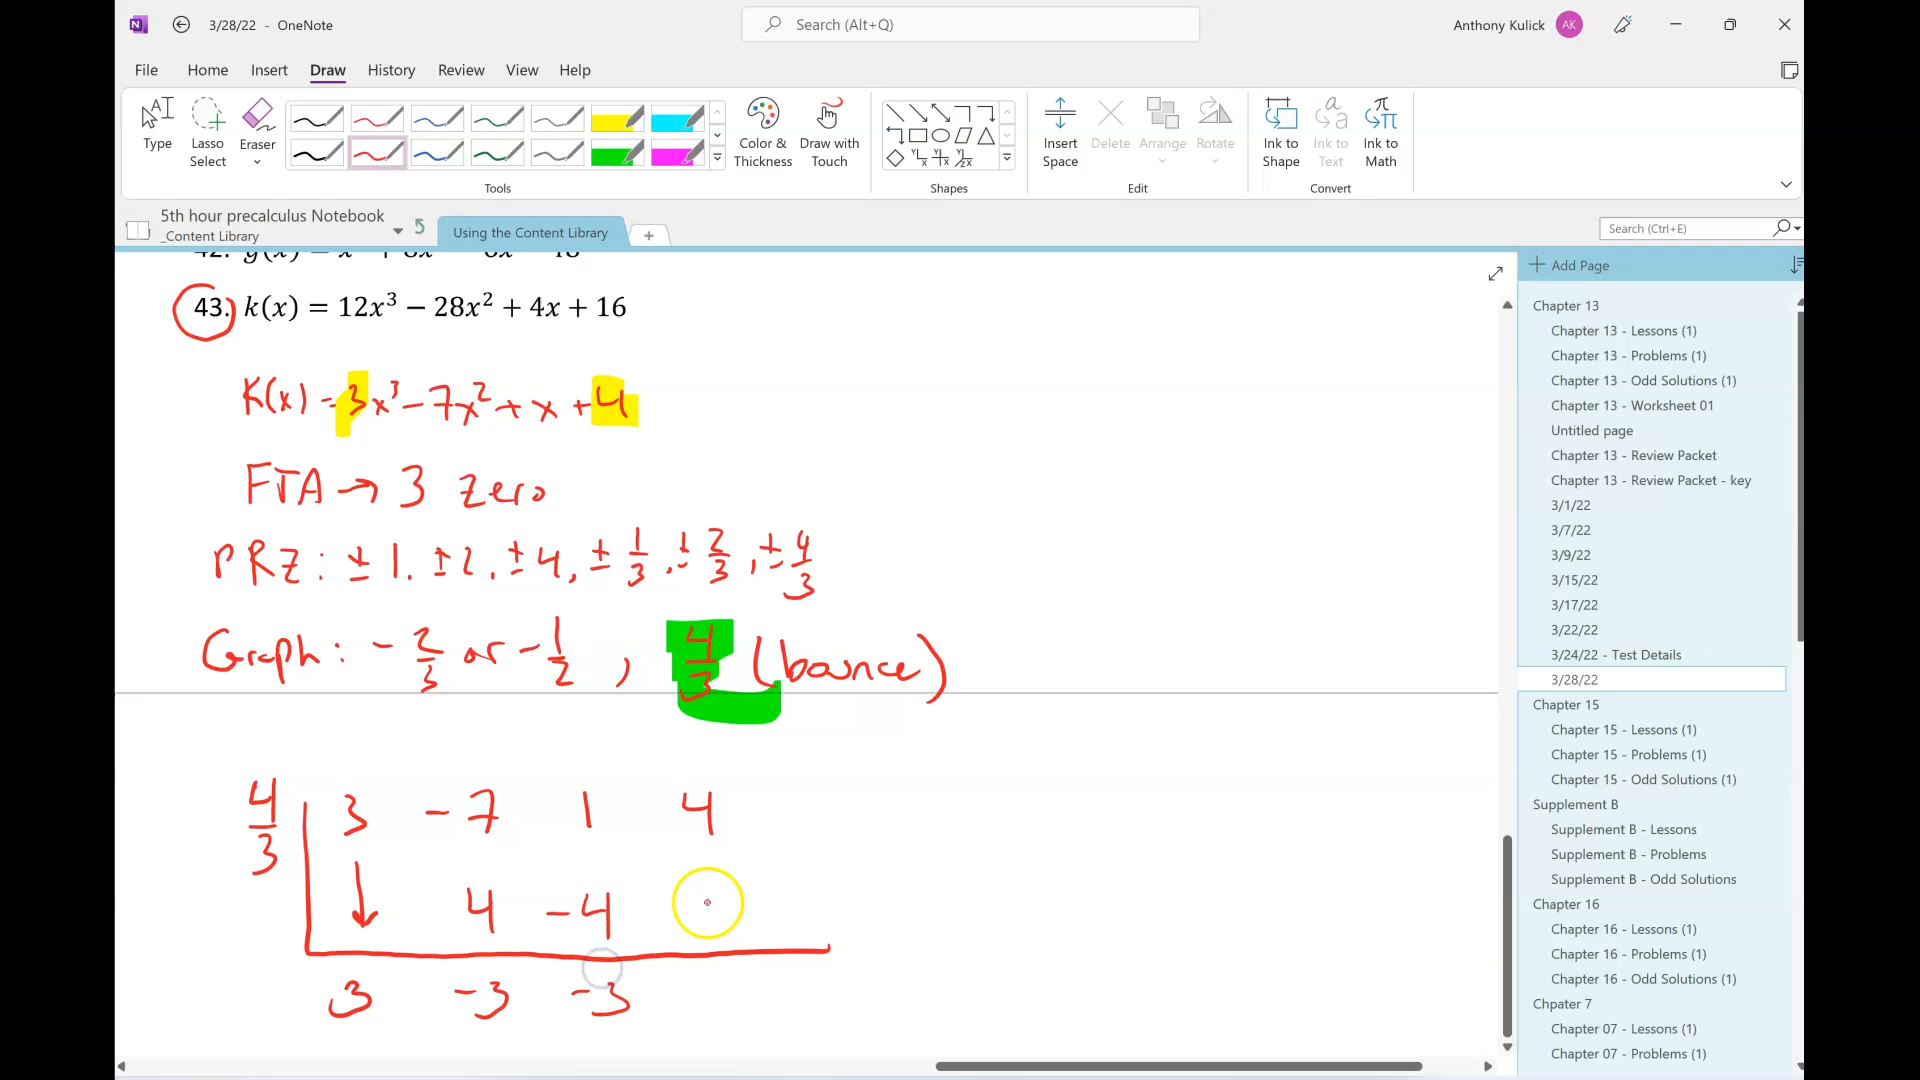 3/28/22 - OneNote
Search (Alt+Q)
Anthony Kulick AK
File Home Insert Draw History Review View Help
Type
Lasso Select
Eraser
Color & Thickness
Draw with Touch
Insert Space
Delete
Arrange
Rotate
Ink to Shape
Ink to Text
Ink to Math
Tools
Shapes
Edit
Convert
5th hour precalculus Notebook
_Content Library
Using the Content Library
Search (Ctrl+E)
43. k(x) = 12x³ − 28x² + 4x + 16
K(x) = 3x³ - 7x² + x + 4
FTA → 3 zero
PRZ: ± 1, ± 2, ± 4, ± 1/3, ± 2/3, ± 4/3
Graph: - 2/3 or - 1/2, 4/3 (bounce)
4/3 3 - 7 1 4
4 - 4
3 - 3 - 3
Add Page
Chapter 13
Chapter 13 - Lessons (1)
Chapter 13 - Problems (1)
Chapter 13 - Odd Solutions (1)
Chapter 13 - Worksheet 01
Untitled page
Chapter 13 - Review Packet
Chapter 13 - Review Packet - key
3/1/22
3/7/22
3/9/22
3/15/22
3/17/22
3/22/22
3/24/22 - Test Details
3/28/22
Chapter 15
Chapter 15 - Lessons (1)
Chapter 15 - Problems (1)
Chapter 15 - Odd Solutions (1)
Supplement B
Supplement B - Lessons
Supplement B - Problems
Supplement B - Odd Solutions
Chapter 16
Chapter 16 - Lessons (1)
Chapter 16 - Problems (1)
Chapter 16 - Odd Solutions (1)
Chpater 7
Chapter 07 - Lessons (1)
Chapter 07 - Problems (1)